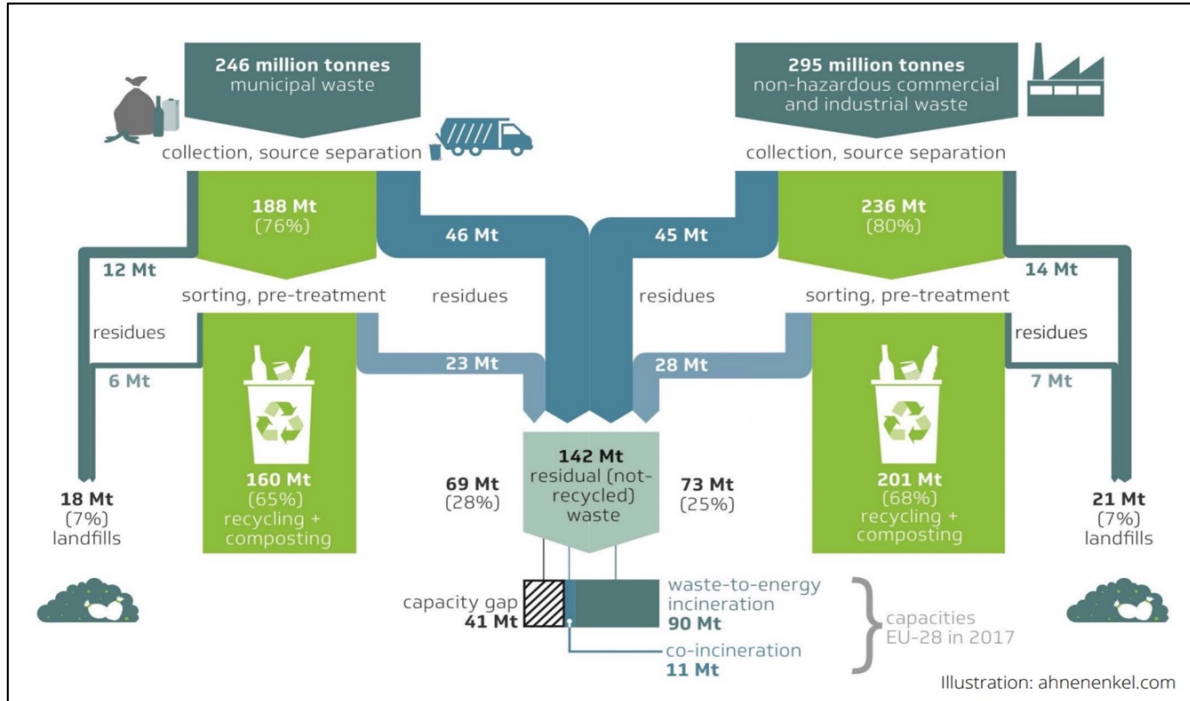 246 million tonnes
municipal waste
295 million tonnes
non-hazardous commercial
and industrial waste
collection, source separation
collection, source separation
188 Mt
(76%)
46 Mt
45 Mt
236 Mt
(80%)
12 Mt
14 Mt
sorting, pre-treatment
residues
residues
sorting, pre-treatment
residues
residues
6 Mt
23 Mt
28 Mt
7 Mt
18 Mt
(7%)
landfills
160 Mt
(65%)
recycling +
composting
69 Mt
(28%)
142 Mt
residual (not-
recycled)
waste
73 Mt
(25%)
201 Mt
(68%)
recycling +
composting
21 Mt
(7%)
landfills
capacity gap
41 Mt
waste-to-energy
incineration
90 Mt
co-incineration
11 Mt
capacities
EU-28 in 2017
Illustration: ahnenenkel.com